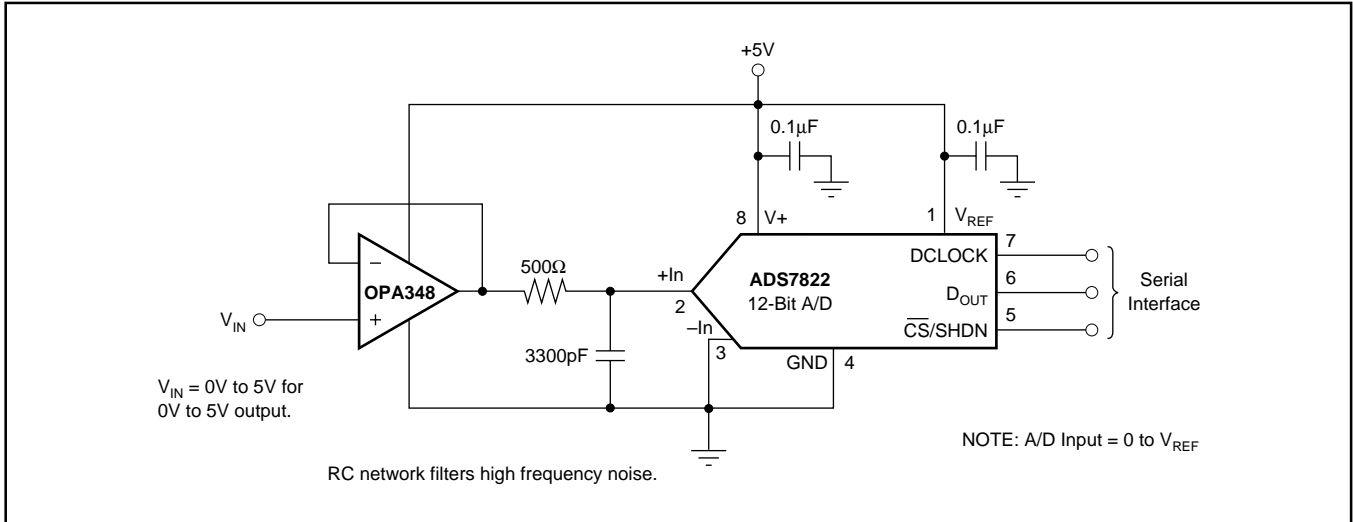 +5V
0.1µF
0.1µF
8
V+
1
V_REF
500Ω
+In
2
–In
3
ADS7822
12-Bit A/D
GND
4
DCLOCK
7
D_OUT
6
C̅S̅/SHDN
5
Serial
Interface
–
OPA348
+
V_IN
3300pF
V_IN = 0V to 5V for
0V to 5V output.
NOTE: A/D Input = 0 to V_REF
RC network filters high frequency noise.